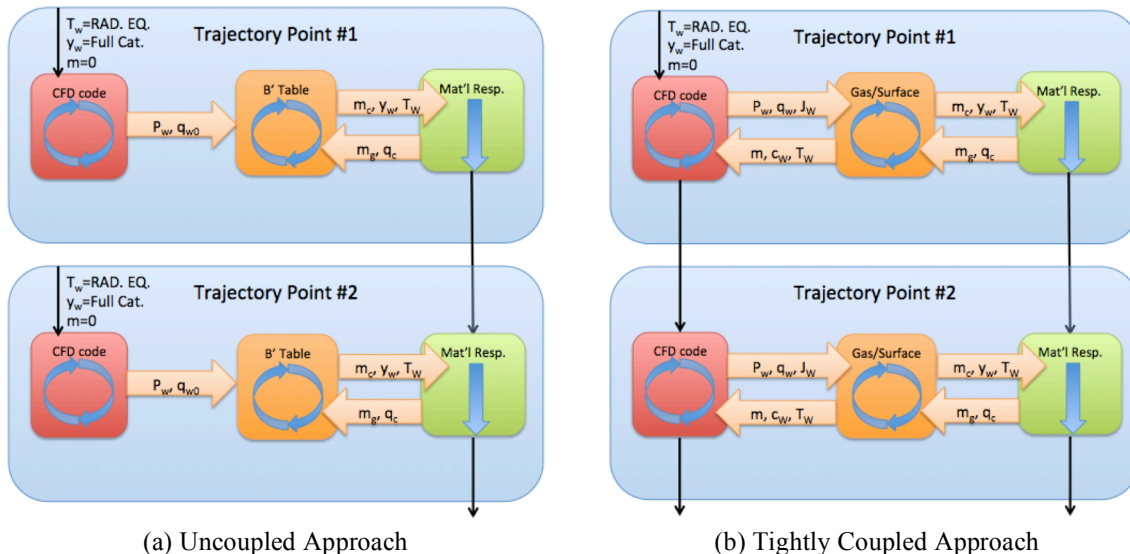 T_w=RAD. EQ.
y_w=Full Cat.
m=0
Trajectory Point #1
CFD code
P_w, q_w0
B' Table
m_c, y_w, T_W
m_g, q_c
Mat'l Resp.
T_w=RAD. EQ.
y_w=Full Cat.
m=0
Trajectory Point #2
CFD code
P_w, q_w0
B' Table
m_c, y_w, T_W
m_g, q_c
Mat'l Resp.
(a) Uncoupled Approach
T_w=RAD. EQ.
y_w=Full Cat.
m=0
Trajectory Point #1
CFD code
P_w, q_w, J_W
m, c_W, T_W
Gas/Surface
m_c, y_w, T_W
m_g, q_c
Mat'l Resp.
Trajectory Point #2
CFD code
P_w, q_w, J_W
m, c_W, T_W
Gas/Surface
m_c, y_w, T_W
m_g, q_c
Mat'l Resp.
(b) Tightly Coupled Approach